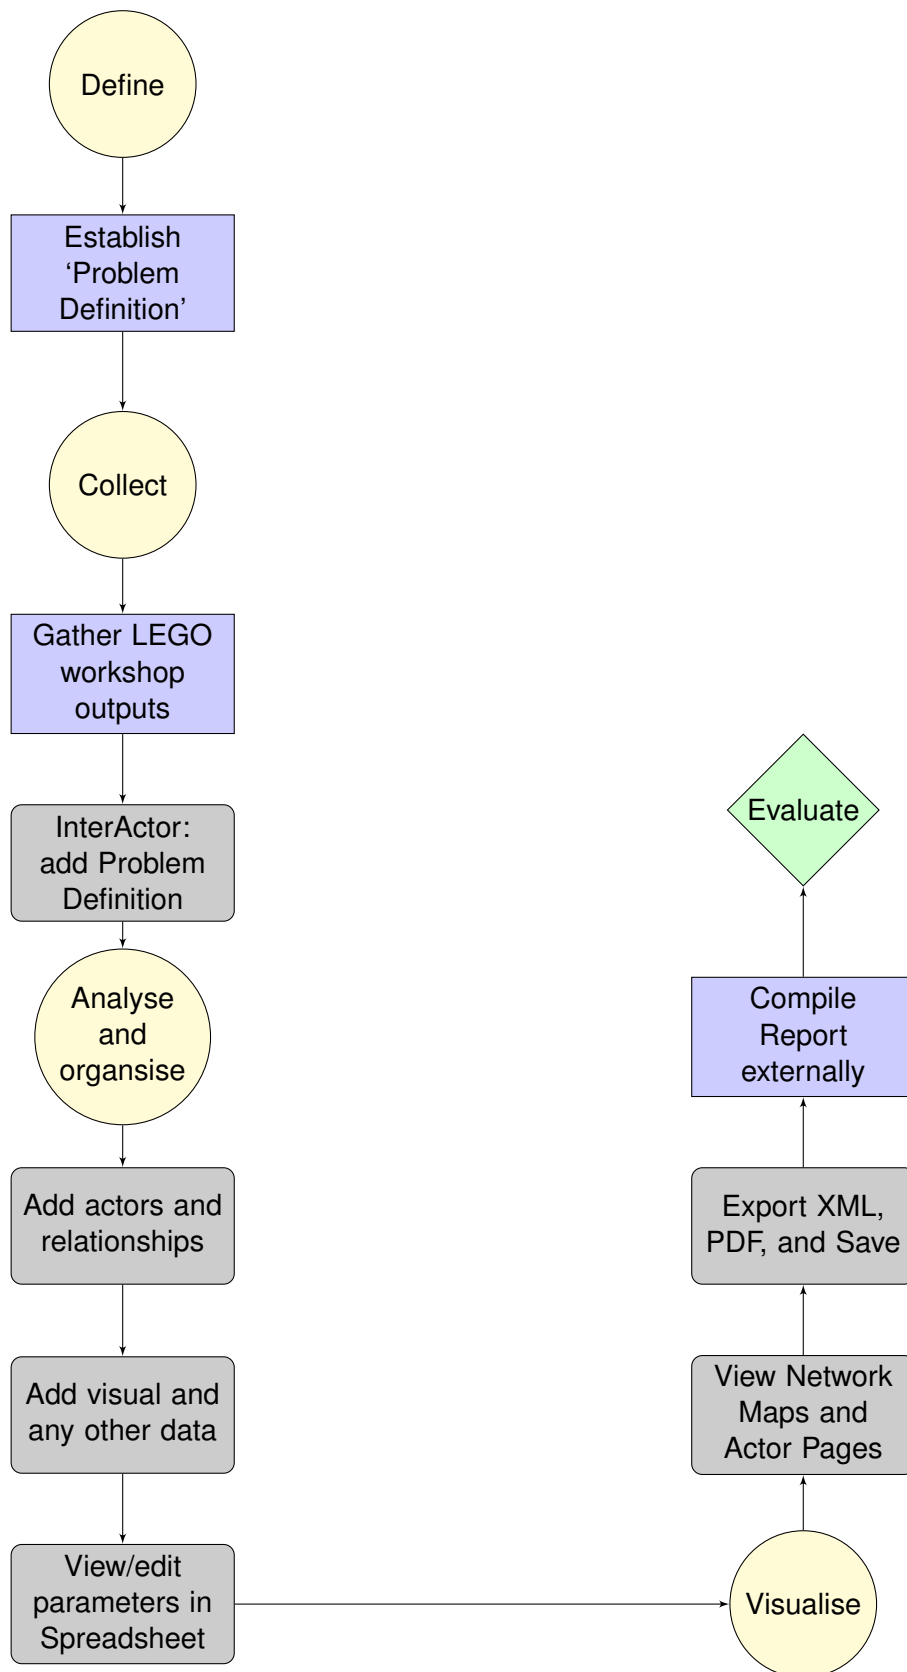 Define
Establish
‘Problem
Definition’
Collect
Gather LEGO
workshop
outputs
InterActor:
add Problem
Definition
Analyse
and
organsise
Add actors and
relationships
Add visual and
any other data
View/edit
parameters in
Spreadsheet
Visualise
View Network
Maps and
Actor Pages
Export XML,
PDF, and Save
Compile
Report
externally
Evaluate